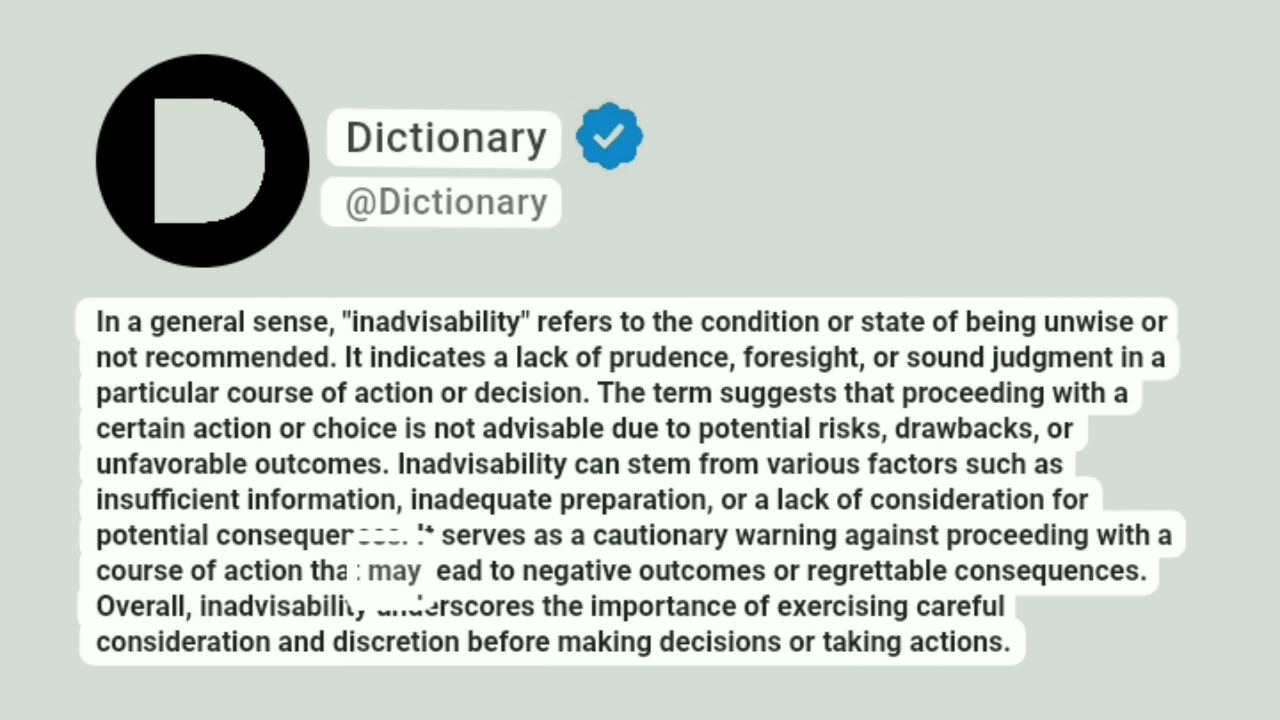 D
Dictionary
@Dictionary
In a general sense, "inadvisability" refers to the condition or state of being unwise or
not recommended. It indicates a lack of prudence, foresight, or sound judgment in a
particular course of action or decision. The term suggests that proceeding with a
certain action or choice is not advisable due to potential risks, drawbacks, or
unfavorable outcomes. Inadvisability can stem from various factors such as
insufficient information, inadequate preparation, or a lack of consideration for
potential serves as a cautionary warning against proceeding with a
course of action may to negative outcomes or regrettable consequences.
Overall, inadvisability the importance of exercising careful
consideration and discretion before making decisions or taking actions.